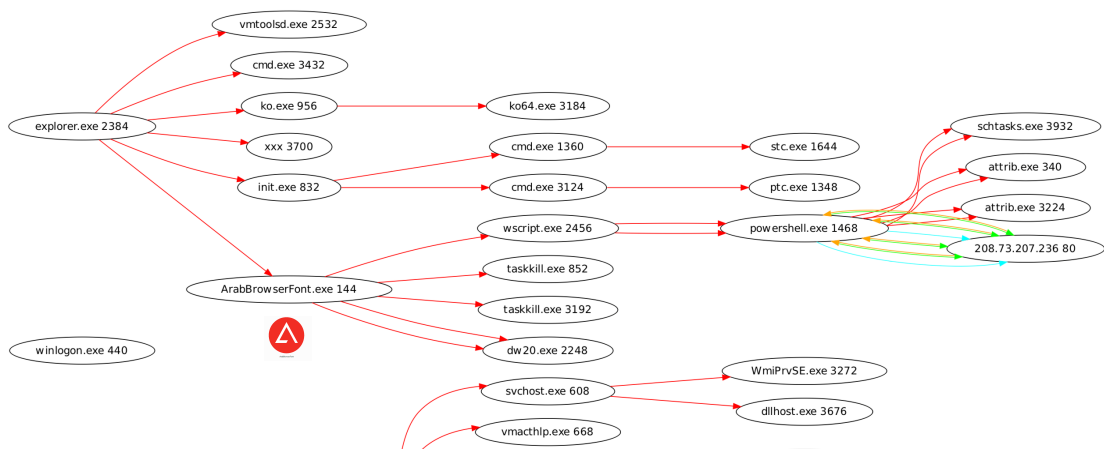 vmtoolsd.exe 2532
cmd.exe 3432
explorer.exe 2384
ko.exe 956
ko64.exe 3184
schtasks.exe 3932
xxx 3700
cmd.exe 1360
stc.exe 1644
attrib.exe 340
init.exe 832
cmd.exe 3124
ptc.exe 1348
attrib.exe 3224
wscript.exe 2456
powershell.exe 1468
208.73.207.236 80
taskkill.exe 852
ArabBrowserFont.exe 144
taskkill.exe 3192
winlogon.exe 440
dw20.exe 2248
WmiPrvSE.exe 3272
svchost.exe 608
dllhost.exe 3676
vmacthlp.exe 668